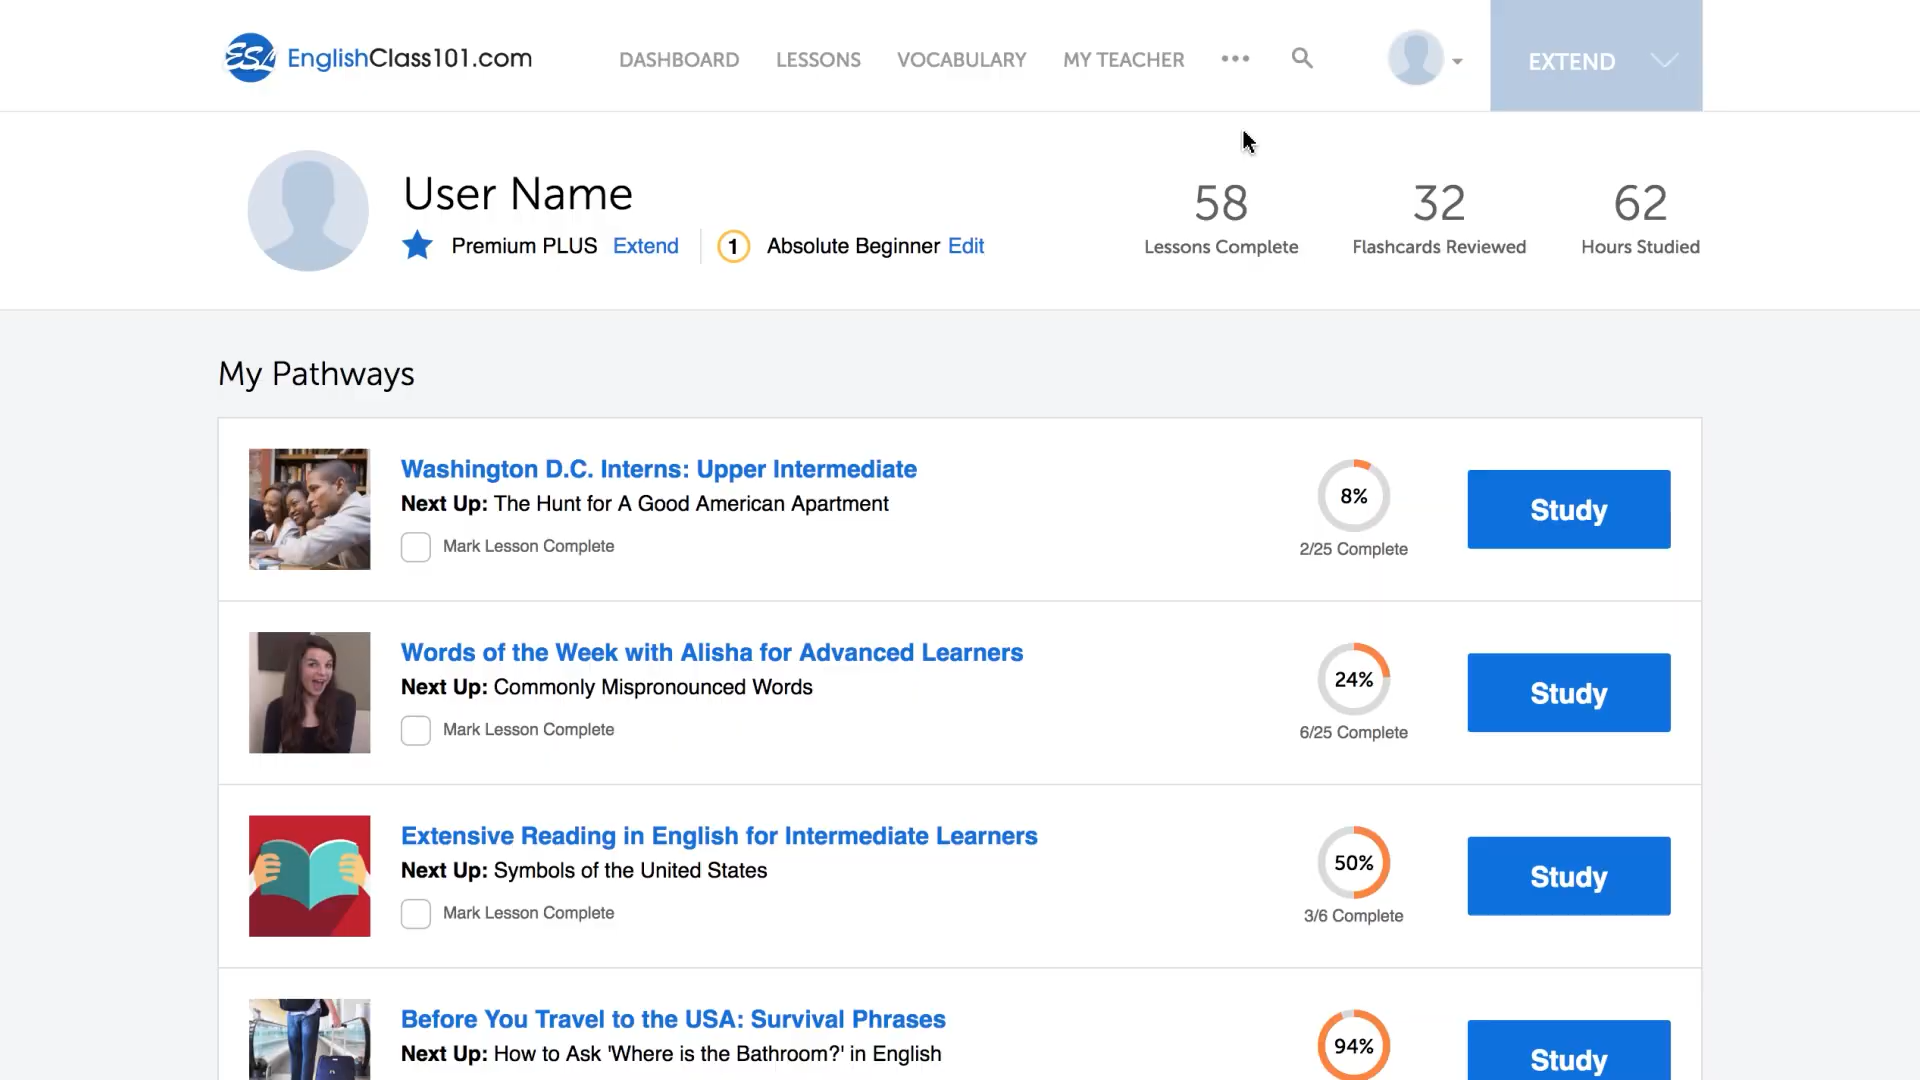 ESL EnglishClass101.com DASHBOARD LESSONS VOCABULARY MY TEACHER EXTEND
User Name
Premium PLUS Extend 1 Absolute Beginner Edit
58 32 62
Lessons Complete Flashcards Reviewed Hours Studied
My Pathways
Washington D.C. Interns: Upper Intermediate
Next Up: The Hunt for A Good American Apartment
Mark Lesson Complete
8%
2/25 Complete
Study
Words of the Week with Alisha for Advanced Learners
Next Up: Commonly Mispronounced Words
Mark Lesson Complete
24%
6/25 Complete
Study
Extensive Reading in English for Intermediate Learners
Next Up: Symbols of the United States
Mark Lesson Complete
50%
3/6 Complete
Study
Before You Travel to the USA: Survival Phrases
Next Up: How to Ask 'Where is the Bathroom?' in English
94%
Study